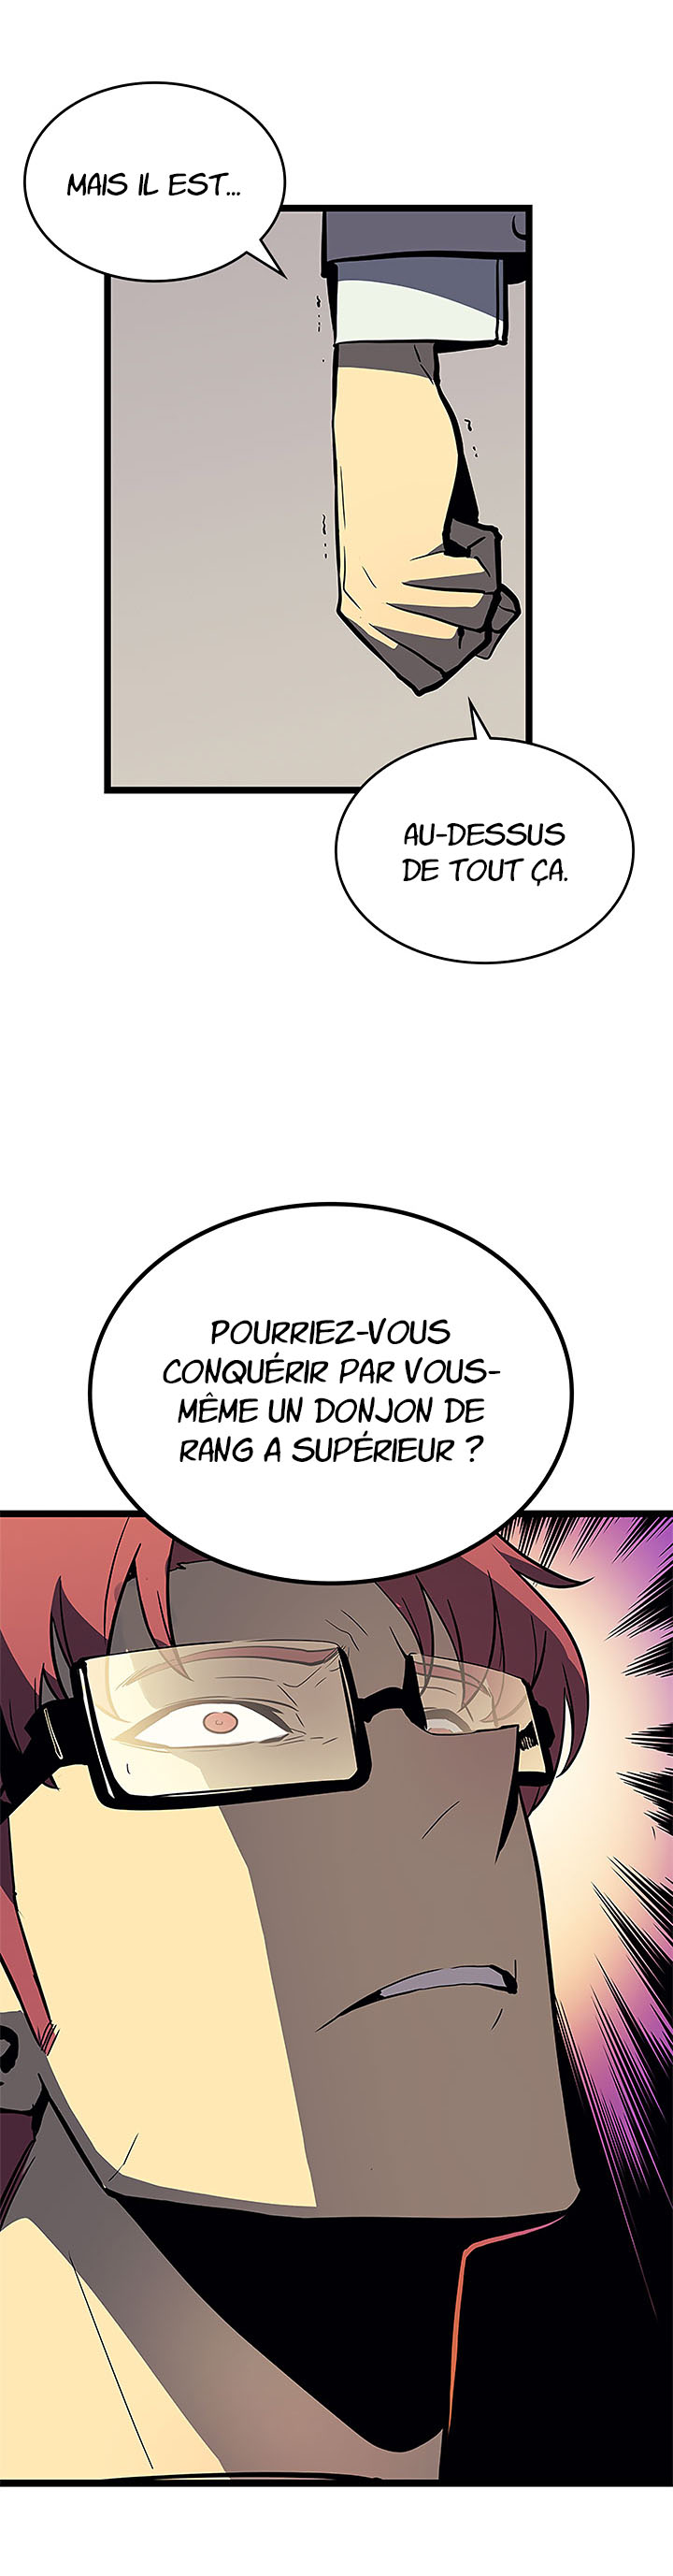 MAIS IL EST...
AU-DESSUS
DE TOUT ÇA.
POURRIEZ-VOUS
CONQUÉRIR PAR VOUS-
MÊME UN DONJON DE
RANG A SUPÉRIEUR ?